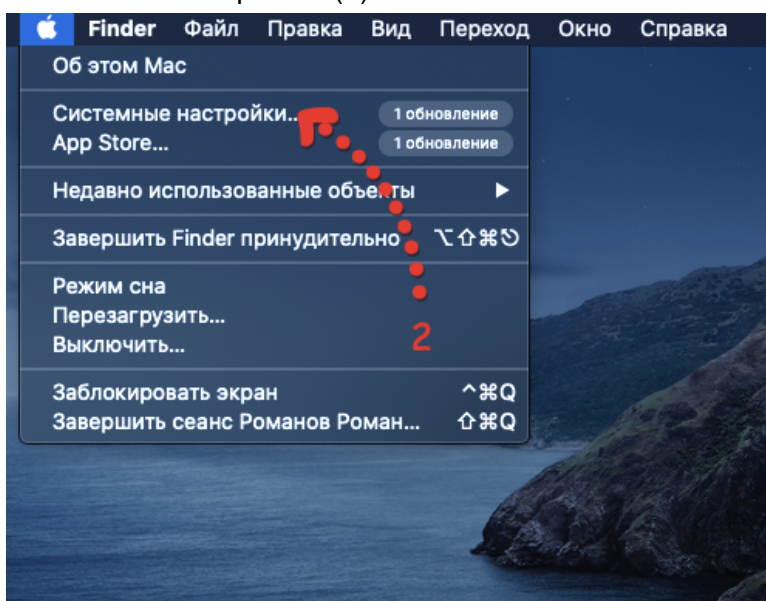 Finder Файл Правка Вид Переход Окно Справка
Об этом Mac
Системные настройки... 1 обновление
App Store... 1 обновление
Недавно использованные объекты
Завершить Finder принудительно ⌥⇧⌘⎋
Режим сна
Перезагрузить...
Выключить... 2
Заблокировать экран ^⌘Q
Завершить сеанс Романов Роман... ⇧⌘Q